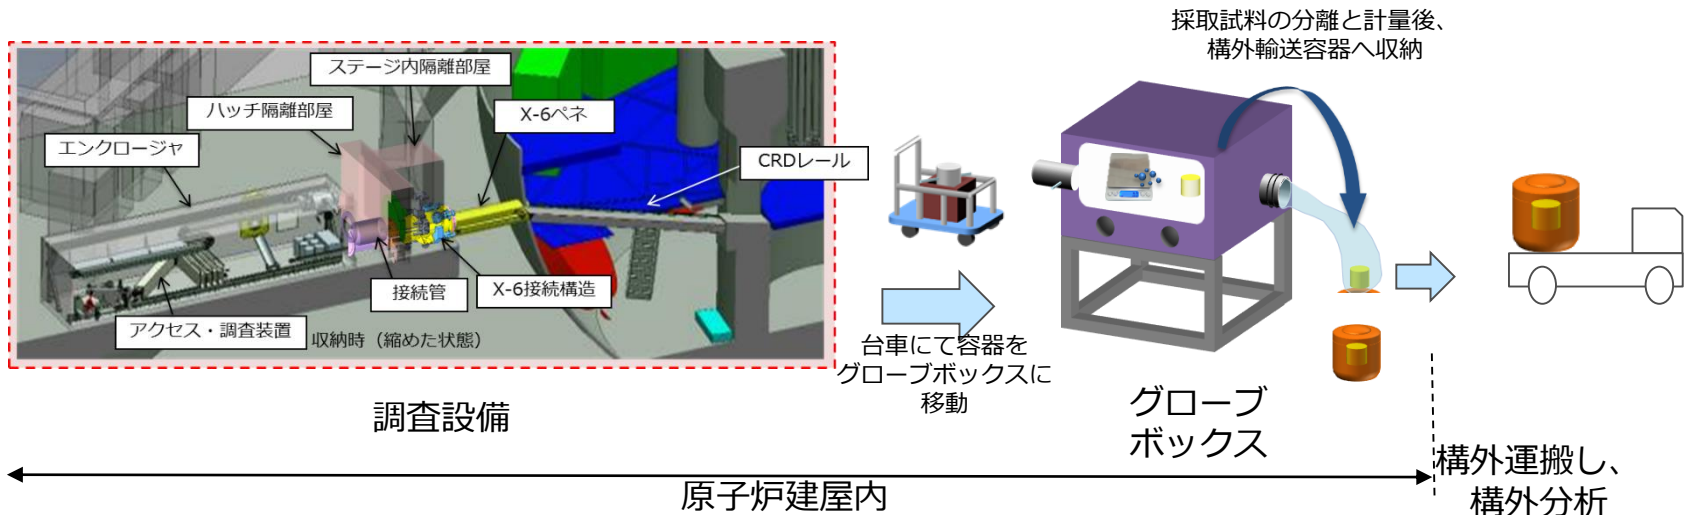 採取試料の分離と計量後、
構外輸送容器へ収納
ステージ内隔離部屋
ハッチ隔離部屋
X-6ペネ
エンクロージャ
CRDレール
接続管
X-6接続構造
アクセス・調査装置
収納時（縮めた状態）
台車にて容器を
グローブボックスに
移動
調査設備
グローブ
ボックス
原子炉建屋内
構外運搬し、
構外分析